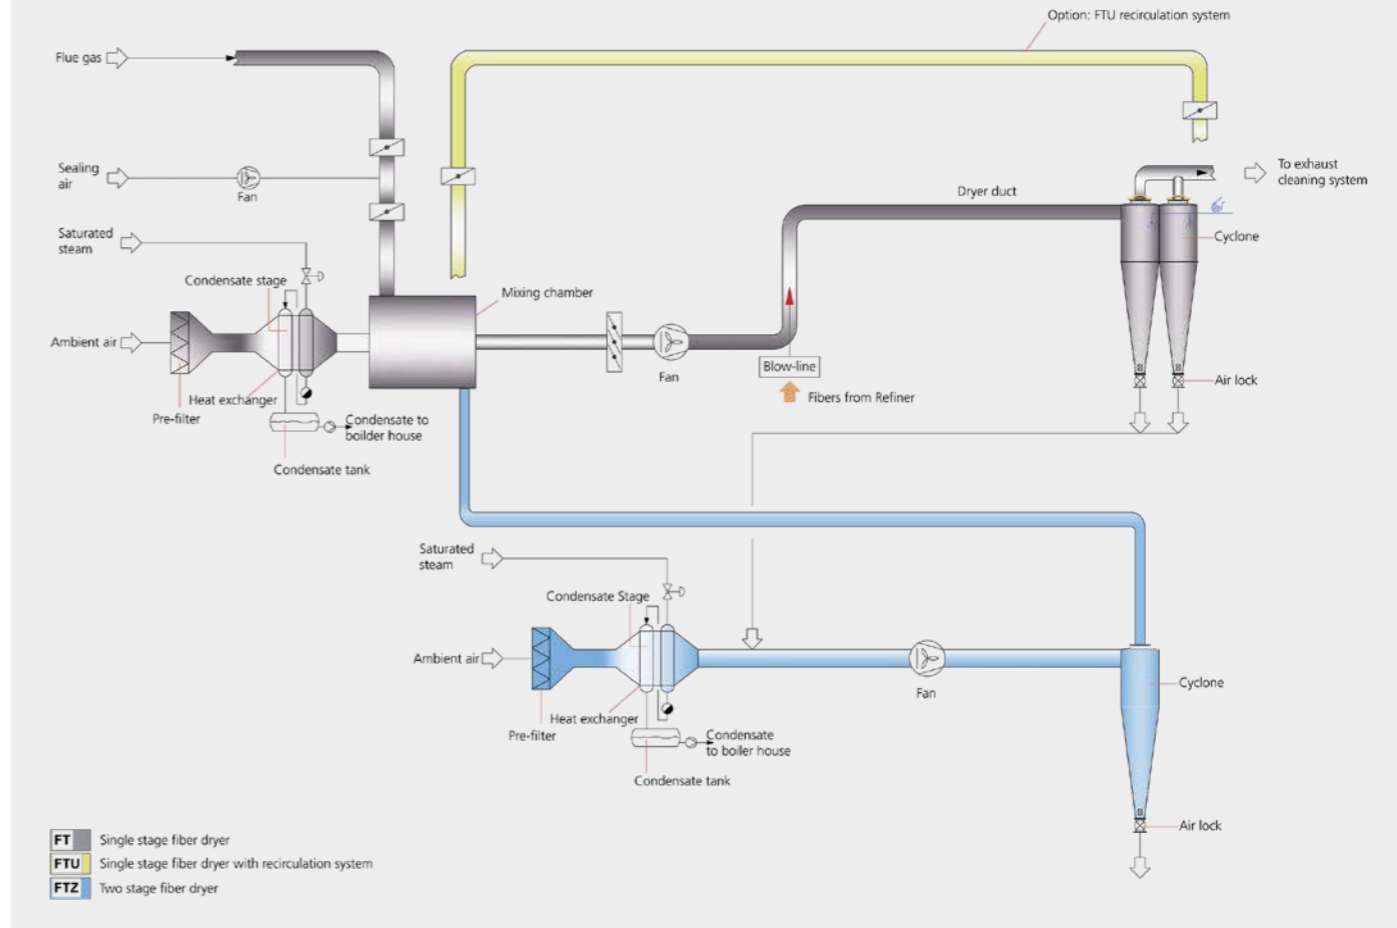 Option: FTU recirculation system
Flue gas
Sealing
air
Fan
To exhaust
cleaning system
Dryer duct
Saturated
steam
Cyclone
Condensate stage
Mixing chamber
Ambient air
Fan
Blow-line
Air lock
Heat exchanger
Fibers from Refiner
Pre-filter
Condensate to
boilder house
Condensate tank
Saturated
steam
Condensate Stage
Ambient air
Cyclone
Fan
Heat exchanger
Pre-filter
Condensate
to boiler house
Condensate tank
Air lock
FT Single stage fiber dryer
FTU Single stage fiber dryer with recirculation system
FTZ Two stage fiber dryer